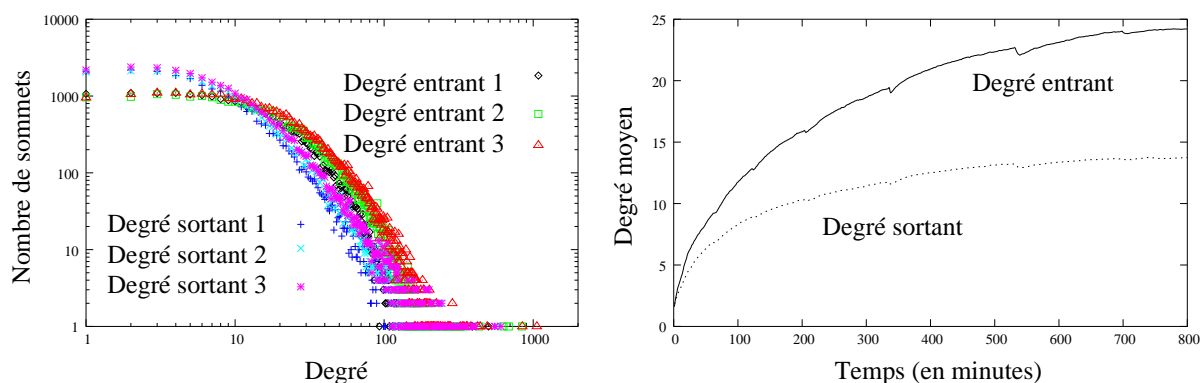 10000
1000
100
10
1
1
10
100
1000
Nombre de sommets
Degré
Degré entrant 1
Degré entrant 2
Degré entrant 3
Degré sortant 1
Degré sortant 2
Degré sortant 3
25
20
15
10
5
0
0 100 200 300 400 500 600 700 800
Degré moyen
Temps (en minutes)
Degré entrant
Degré sortant